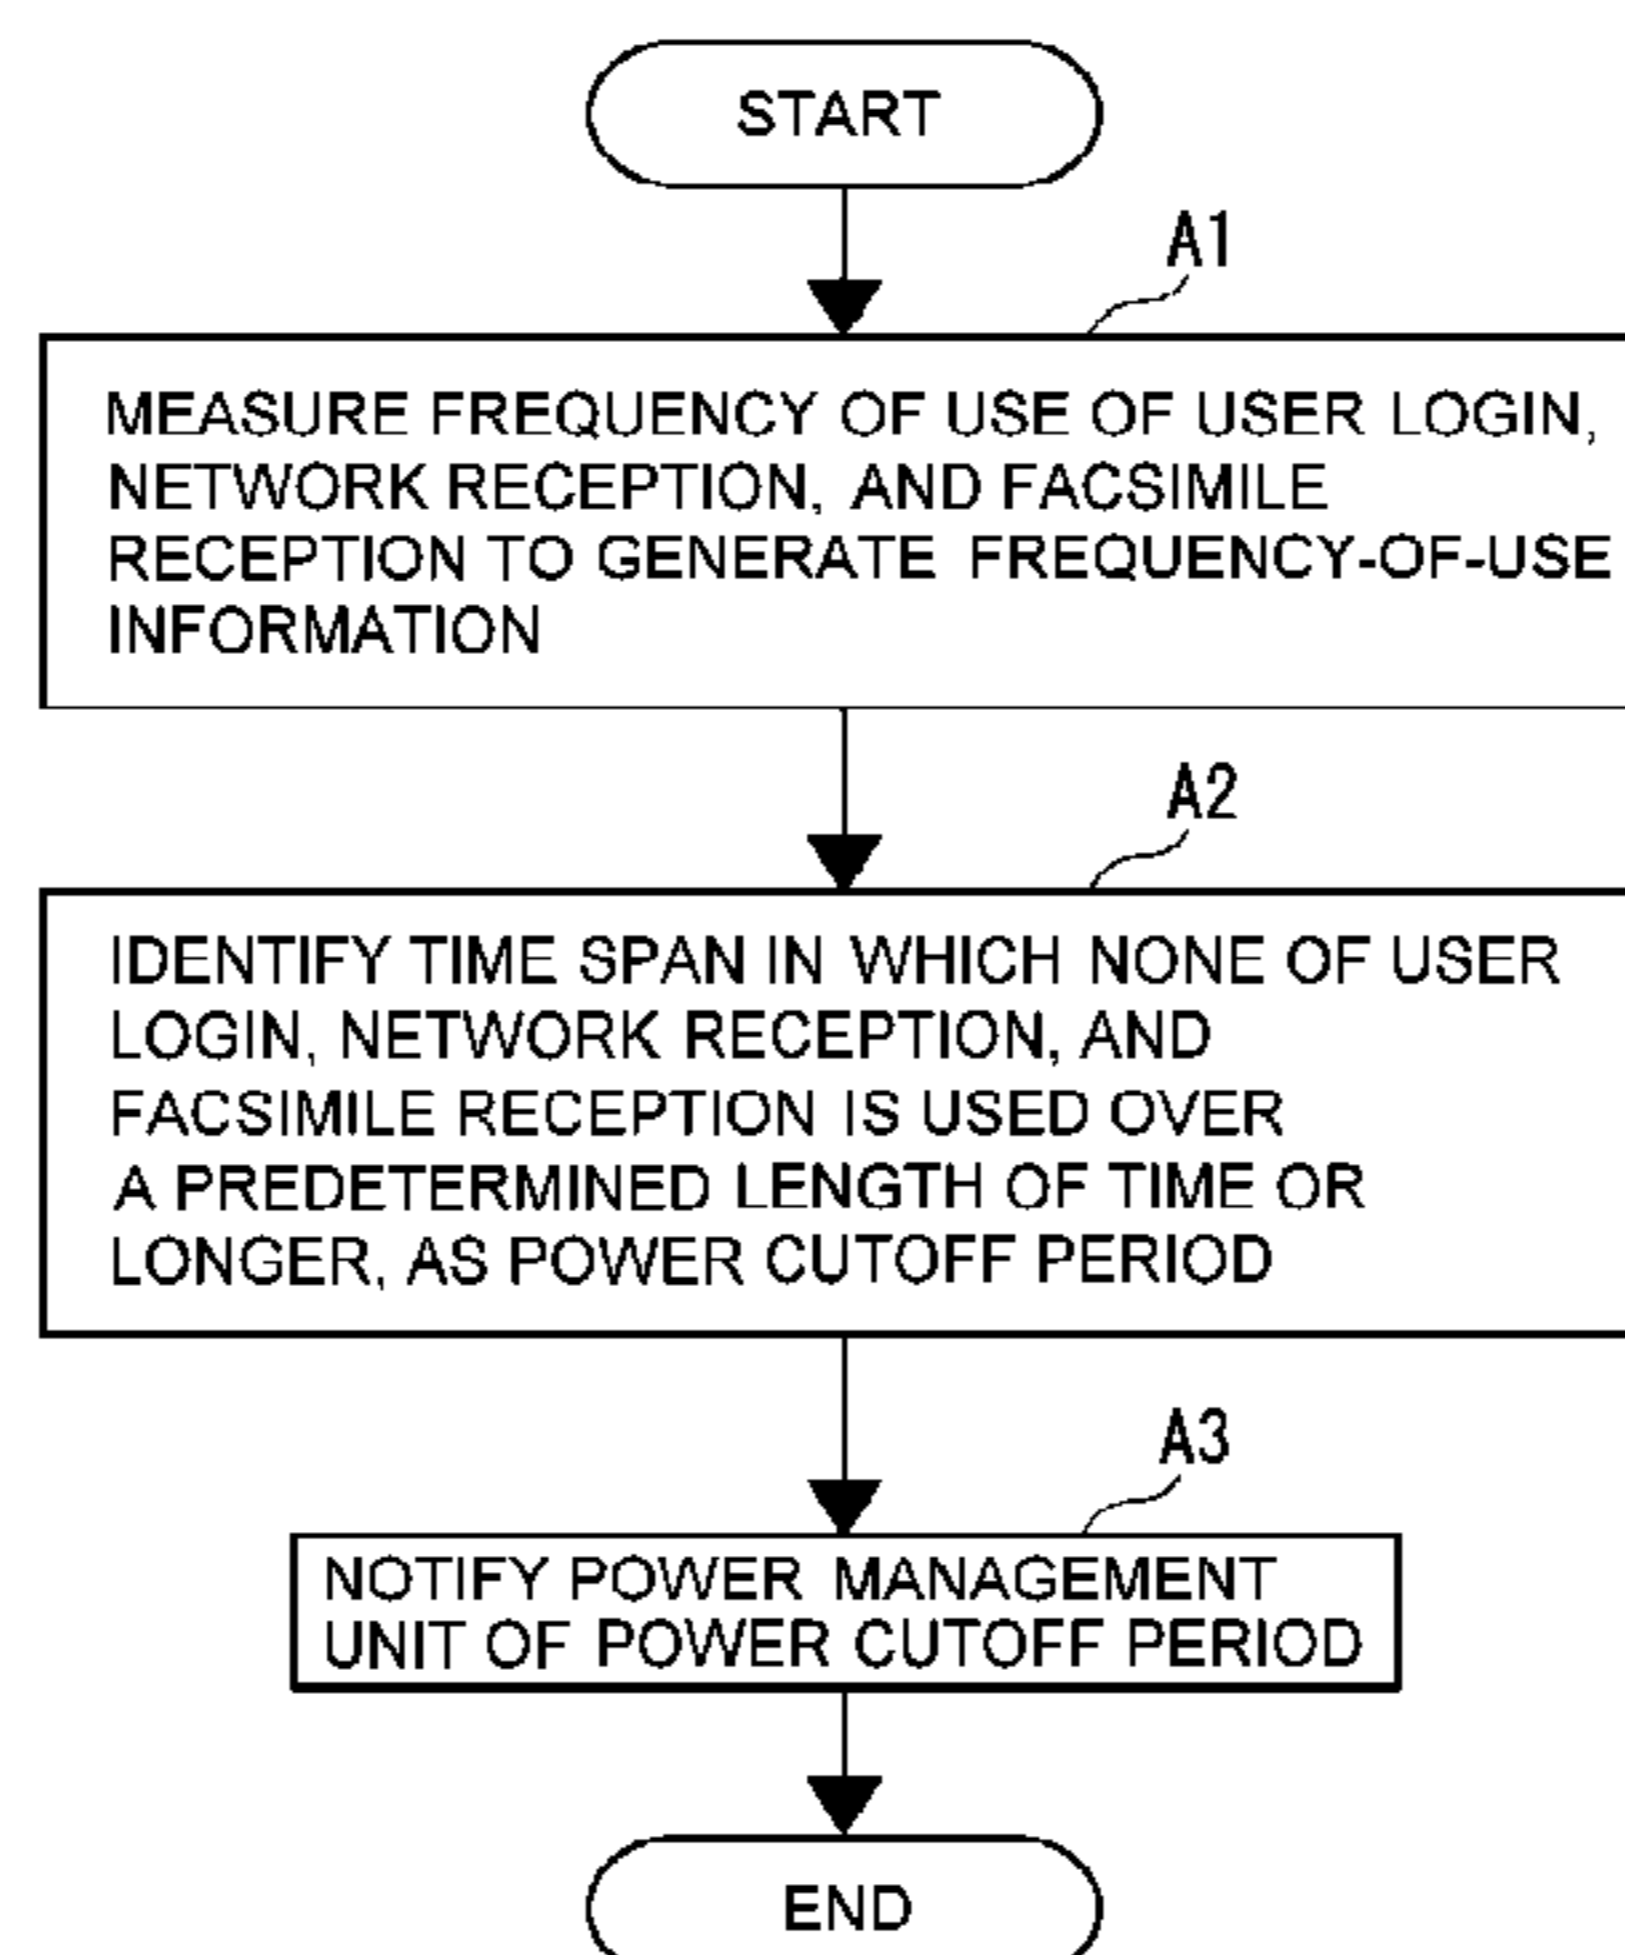 START
A1
MEASURE FREQUENCY OF USE OF USER LOGIN,
NETWORK RECEPTION, AND FACSIMILE
RECEPTION TO GENERATE FREQUENCY-OF-USE
INFORMATION
A2
IDENTIFY TIME SPAN IN WHICH NONE OF USER
LOGIN, NETWORK RECEPTION, AND
FACSIMILE RECEPTION IS USED OVER
A PREDETERMINED LENGTH OF TIME OR
LONGER, AS POWER CUTOFF PERIOD
A3
NOTIFY POWER MANAGEMENT
UNIT OF POWER CUTOFF PERIOD
END